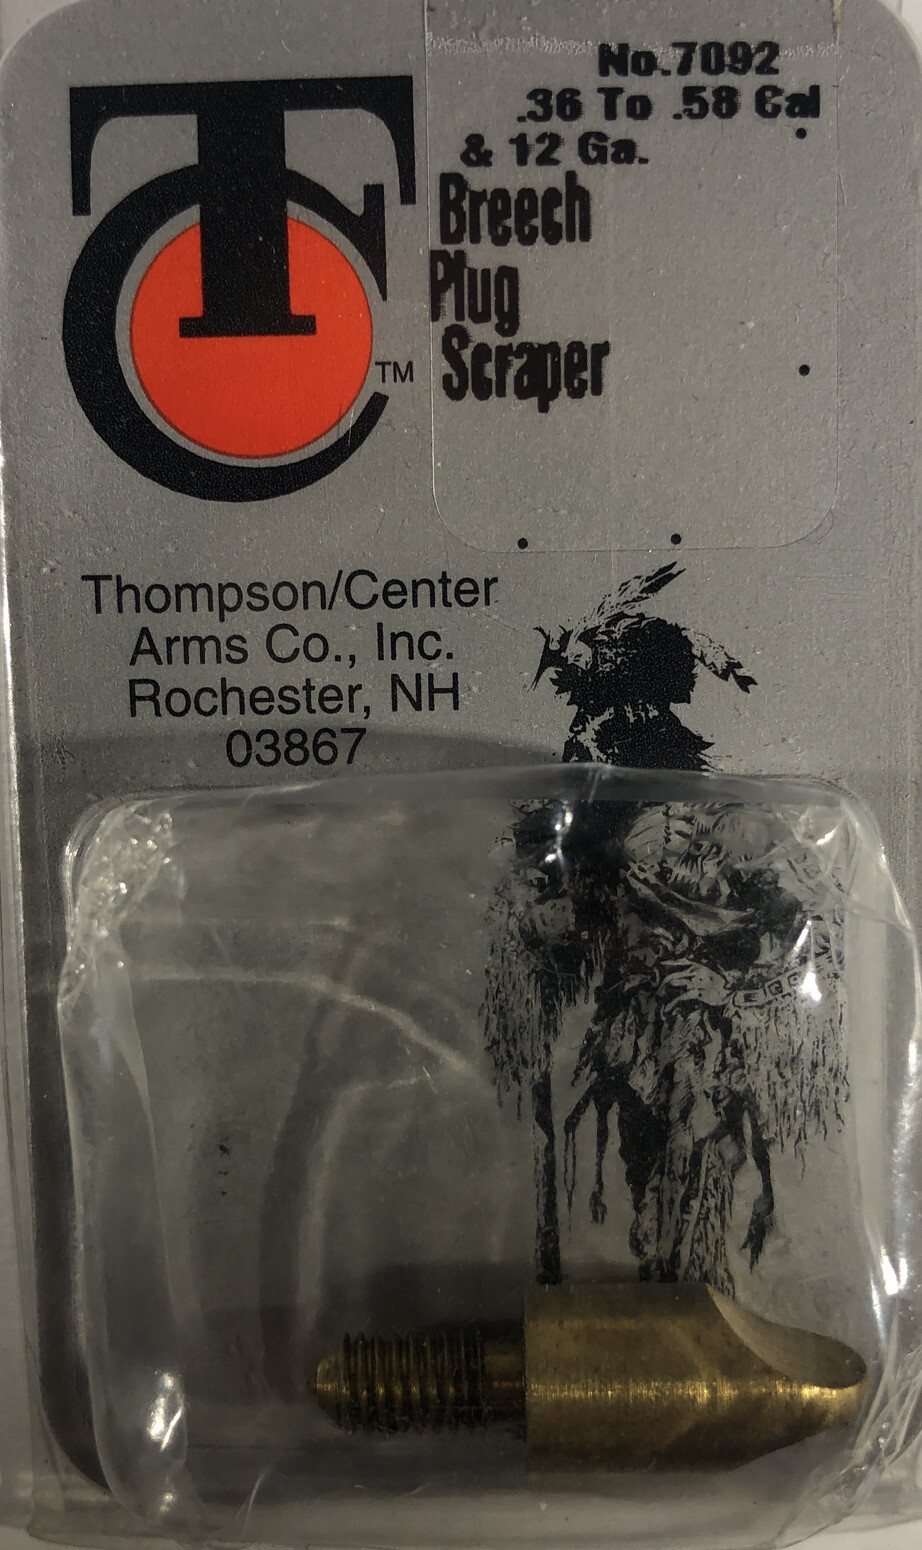 TC
TM
No.7092
.36 To .58 Cal
& 12 Ga.
Breech
Plug
Scraper
Thompson/Center
Arms Co., Inc.
Rochester, NH
03867